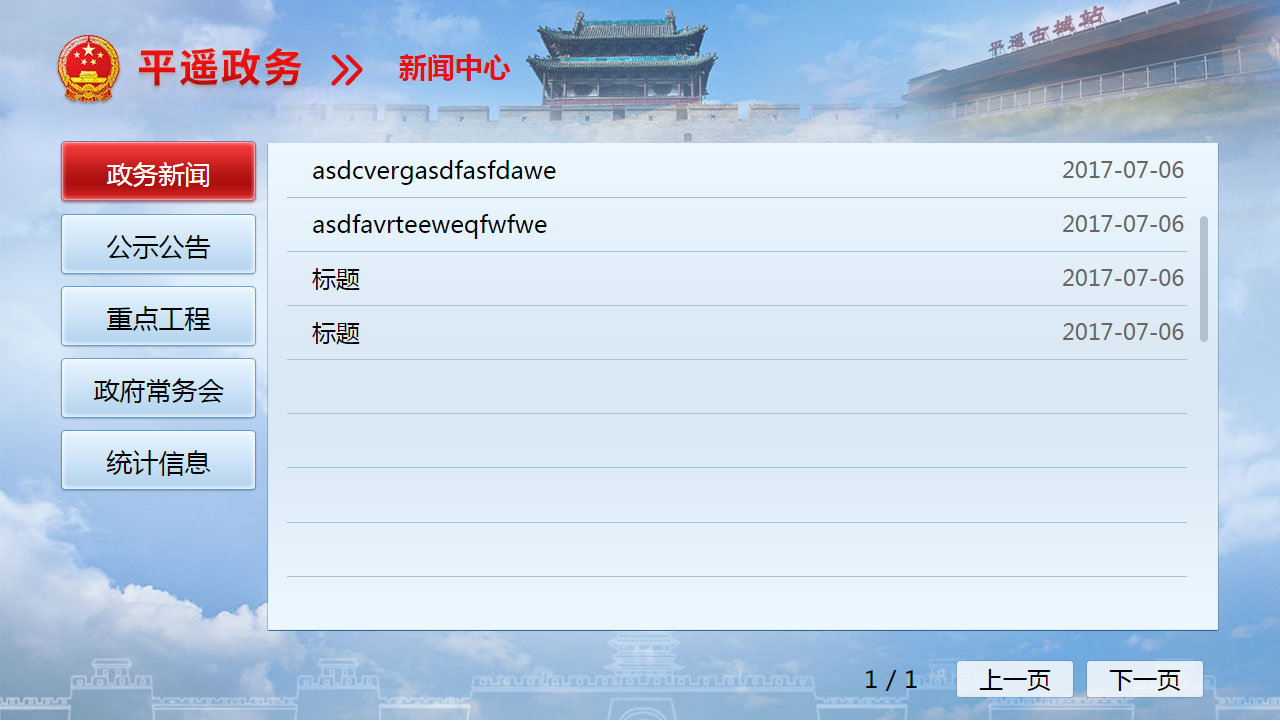 平遥古城站
平遥政务
新闻中心
政务新闻
公示公告
重点工程
政府常务会
统计信息
asdcvergasdfasfdawe 2017-07-06
asdfavrteeweqfwfwe 2017-07-06
标题 2017-07-06
标题 2017-07-06
1 / 1 上一页 下一页